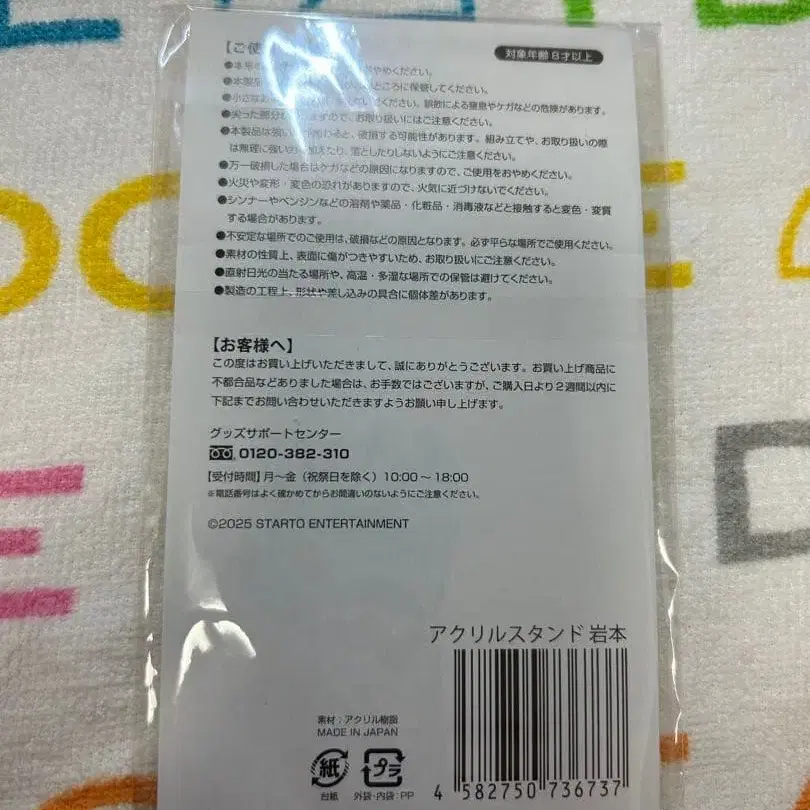 【ご使
対象年齢8才以上
めください。
●本製 ところに保管してください。
●小さな ください。誤飲による窒息やケガなどの危険があります。
●尖った部分 ますので、お取り扱いにはご注意ください。
●本製品は強い わると、破損する可能性があります。組み立てや、お取り扱いの際
は無理に強い力 加えたり、落としたりしないようにご注意ください。
●万一破損した場合はケガなどの原因になりますので、ご使用をおやめください。
●火災や変形・変色の恐れがありますので、火気に近づけないでください。
●シンナーやベンジンなどの溶剤や薬品・化粧品・消毒液などと接触すると変色・変質
する場合があります。
●不安定な場所でのご使用は、破損などの原因となります。必ず平らな場所でご使用ください。
●素材の性質上、表面に傷がつきやすいため、お取り扱いにご注意ください。
●直射日光の当たる場所や、高温・多湿な場所での保管は避けてください。
●製造の工程上、形状や差し込みの具合に個体差があります。
【お客様へ】
この度はお買い上げいただきまして、誠にありがとうございます。お買い上げ商品に
不都合品などありました場合は、お手数ではございますが、ご購入日より2週間以内に
下記までお問い合わせいただきますようお願い申し上げます。
グッズサポートセンター
0120-382-310
【受付時間】月〜金（祝祭日を除く）10:00〜18:00
※電話番号はよく確かめてからお間違いのないようにご注意ください。
©2025 STARTO ENTERTAINMENT
アクリルスタンド 岩本
素材：アクリル樹脂
MADE IN JAPAN
紙
プラ
台紙
外袋・内袋：PP
4 582750 736737